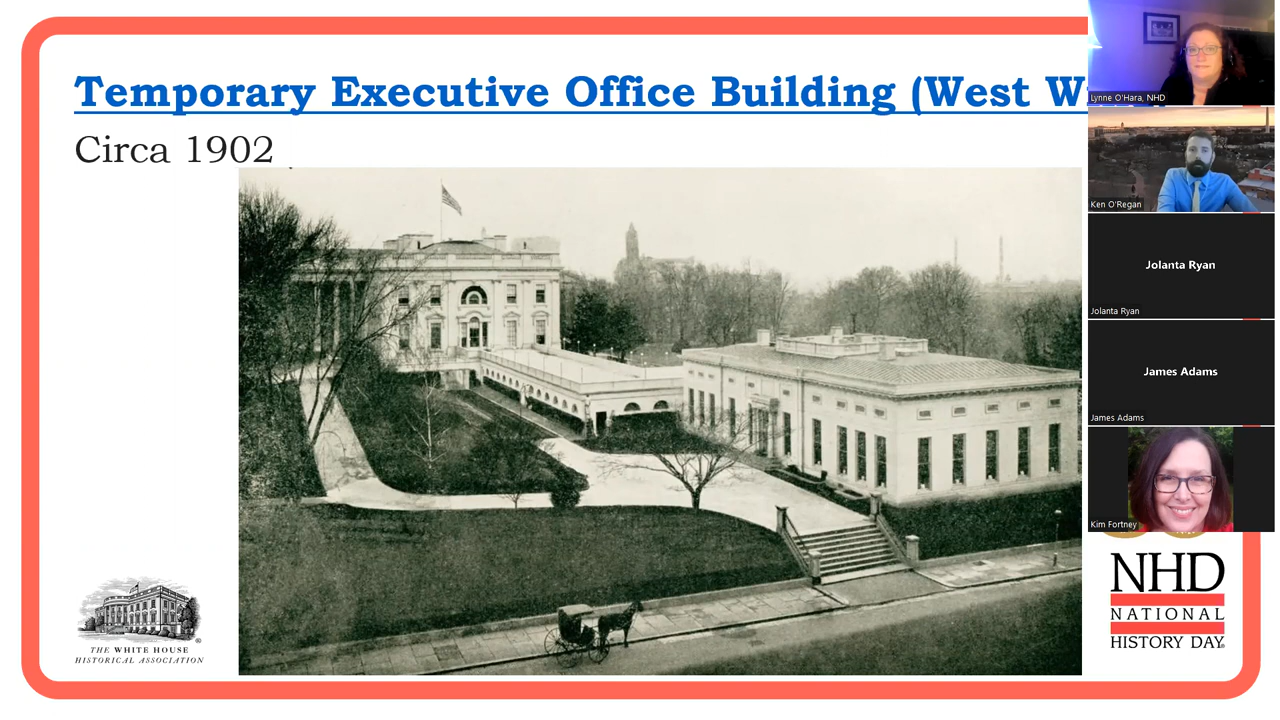 Temporary Executive Office Building (West W
Circa 1902
Lynne O'Hara, NHD
Ken O'Regan
Jolanta Ryan
Jolanta Ryan
James Adams
James Adams
Kim Fortney
THE WHITE HOUSE
HISTORICAL ASSOCIATION
®
NHD
NATIONAL
HISTORY DAY®